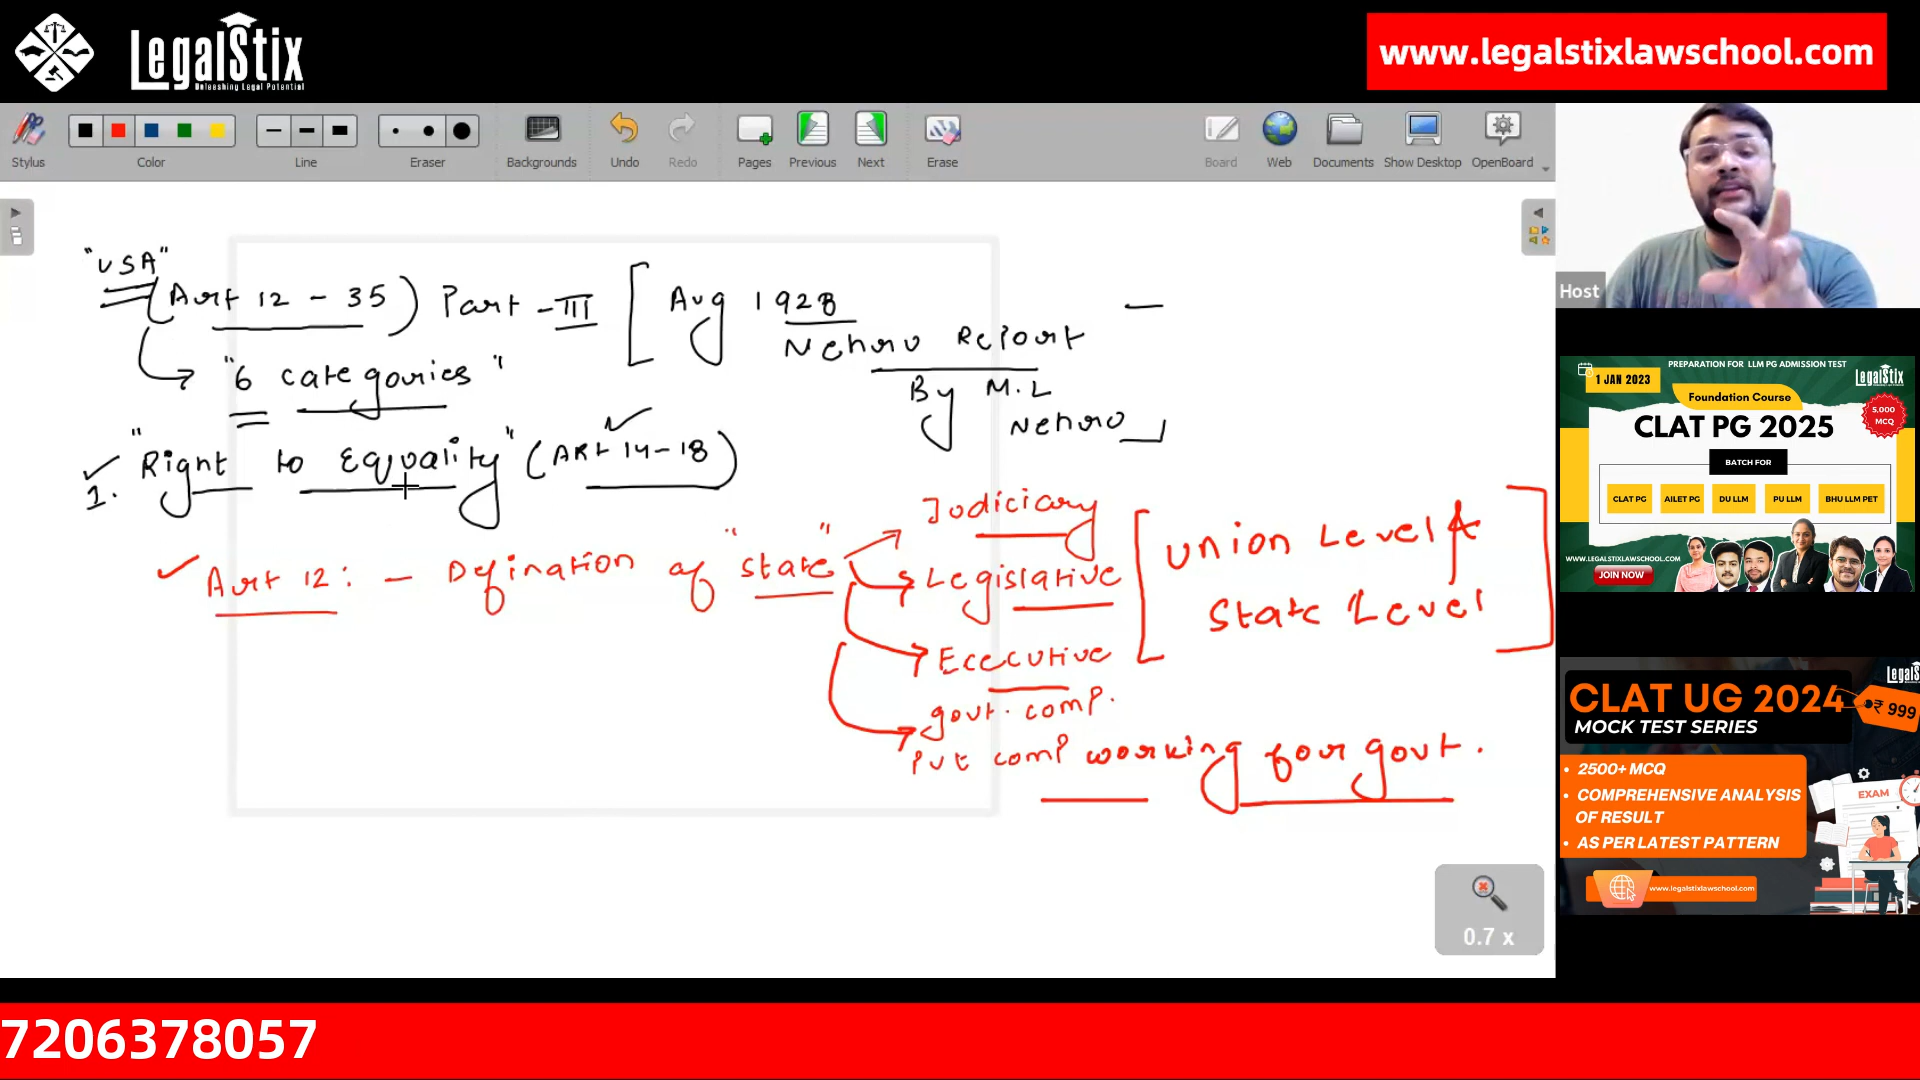 LegalStix
Unleashing Legal Potential
www.legalstixlawschool.com
Stylus
Color
Line
Eraser
Backgrounds
Undo
Redo
Pages
Previous
Next
Erase
Board
Web
Documents
Show Desktop
OpenBoard
"USA"
(Art 12 - 35) Part - III [ Aug 1928
Nehru Report
By M.L
Nehru ]
"6 categories"
1. "Right to Equality" (ART 14-18)
Art 12: - Defination of "state"
Judiciary
Legislative
Executive
govt. comp.
Pvt comp working four govt.
[ Union Level &
State Level ]
0.7 x
Host
1 JAN 2023
PREPARATION FOR LLM PG ADMISSION TEST
LegalStix
Foundation Course
5,000
MCQ
CLAT PG 2025
BATCH FOR
CLAT PG
AILET PG
DU LLM
PU LLM
BHU LLM PET
WWW.LEGALSTIXLAWSCHOOL.COM
JOIN NOW
LegalSt
CLAT UG 2024
₹ 999
MOCK TEST SERIES
• 2500+ MCQ
• COMPREHENSIVE ANALYSIS
OF RESULT
• AS PER LATEST PATTERN
EXAM
www.legalstixlawschool.com
7206378057